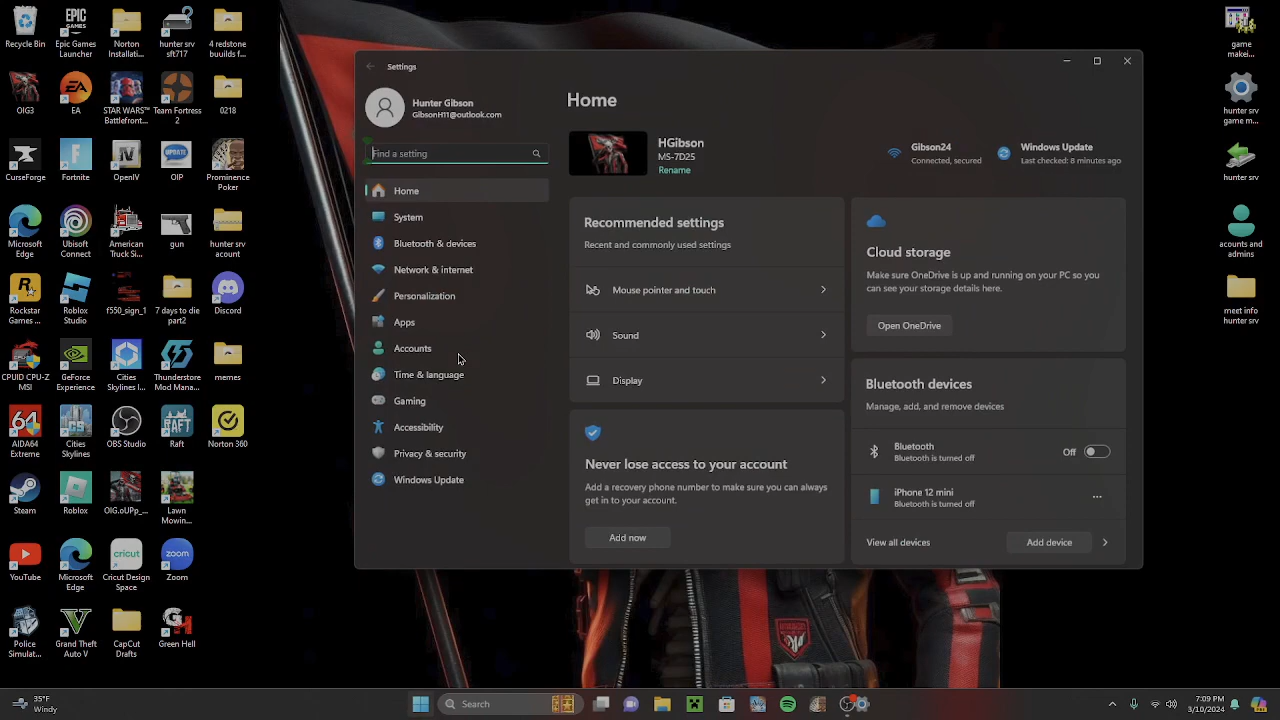 Recycle Bin
Epic Games
Launcher
Norton
Installati...
hunter srv
sft717
4 redstone
buuilds f...
OIG3
EA
STAR WARS™
Battlefront...
Team Fortress
2
0218
CurseForge
Fortnite
OpenIV
OIP
Prominence
Poker
Microsoft
Edge
Ubisoft
Connect
American
Truck Si...
gun
hunter srv
acount
Rockstar
Games ...
Roblox
Studio
f550_sign_1
7 days to die
part2
Discord
CPUID CPU-Z
MSI
GeForce
Experience
Cities
Skylines I...
Thunderstore
Mod Mana...
memes
AIDA64
Extreme
Cities
Skylines
OBS Studio
Raft
Norton 360
Steam
Roblox
OIG.oUPp_...
Lawn
Mowin...
YouTube
Microsoft
Edge
Cricut Design
Space
Zoom
Police
Simulat...
Grand Theft
Auto V
CapCut
Drafts
Green Hell
Settings
Hunter Gibson
GibsonH11@outlook.com
Find a setting
Home
System
Bluetooth & devices
Network & internet
Personalization
Apps
Accounts
Time & language
Gaming
Accessibility
Privacy & security
Windows Update
Home
HGibson
MS-7D25
Rename
Gibson24
Connected, secured
Windows Update
Last checked: 8 minutes ago
Recommended settings
Recent and commonly used settings
Mouse pointer and touch
Sound
Display
Never lose access to your account
Add a recovery phone number to make sure you can always
get in to your account.
Add now
Cloud storage
Make sure OneDrive is up and running on your PC so you
can see your storage details here.
Open OneDrive
Bluetooth devices
Manage, add, and remove devices
Bluetooth
Bluetooth is turned off
Off
iPhone 12 mini
Bluetooth is turned off
View all devices
Add device
game
makei...
hunter srv
game m...
hunter srv
acounts and
admins
meet info
hunter srv
35°F
Windy
Search
7:09 PM
3/10/2024